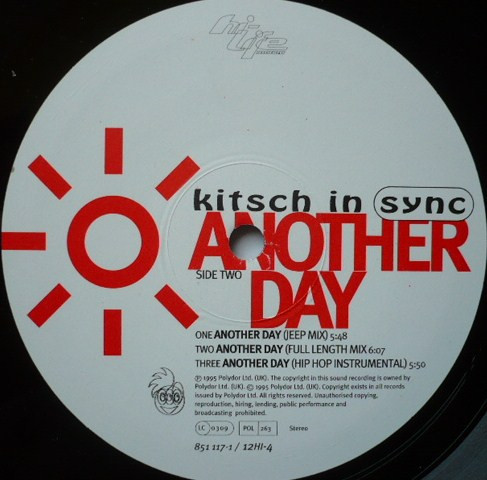 hi-life
kitsch in sync
ANOTHER
SIDE TWO
DAY
ONE ANOTHER DAY (JEEP MIX) 5:48
TWO ANOTHER DAY (FULL LENGTH MIX 6:07
THREE ANOTHER DAY (HIP HOP INSTRUMENTAL) 5:50
℗ 1995 Polydor Ltd. (UK). The copyright in this sound recording is owned by
Polydor Ltd. (UK). © 1995 Polydor Ltd. (UK). Copyright exists in all records
issued by Polydor Ltd. All rights reserved. Unauthorised copying,
reproduction, hiring, lending, public performance and
broadcasting prohibited.
LC 0309 POL 263 Stereo
851 117-1 / 12HI-4